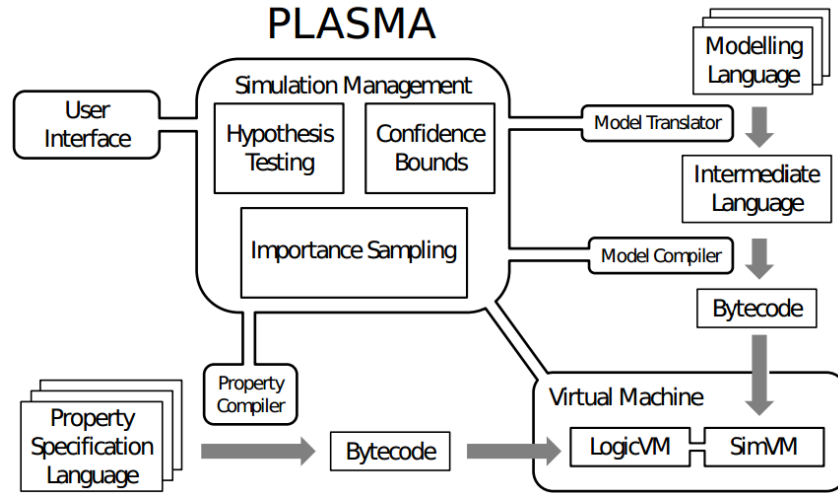 PLASMA
Modelling
Language
Simulation Management
User
Interface
Hypothesis
Testing
Confidence
Bounds
Model Translator
Intermediate
Language
Importance Sampling
Model Compiler
Bytecode
Property
Compiler
Virtual Machine
Property
Specification
Language
Bytecode
LogicVM
SimVM